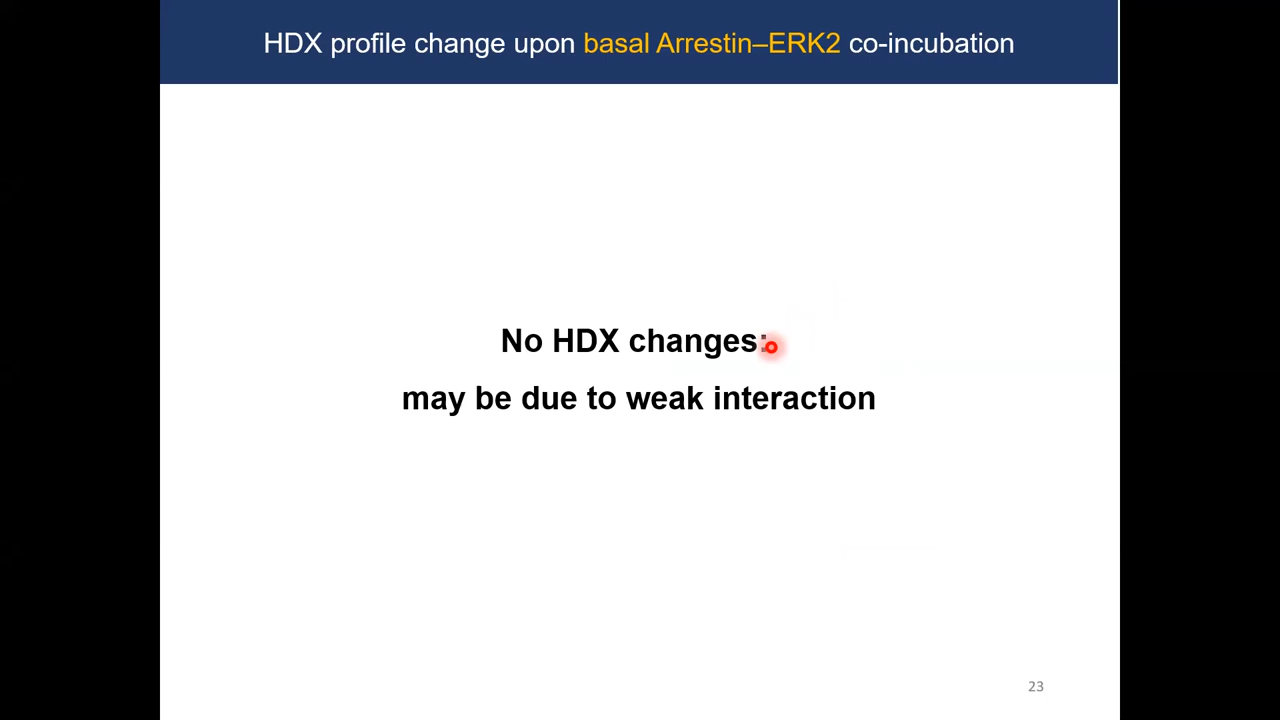 HDX profile change upon basal Arrestin–ERK2 co-incubation
No HDX changes:
may be due to weak interaction
23